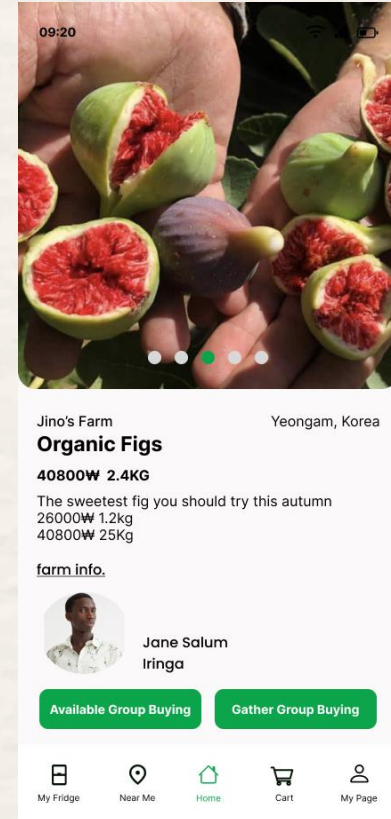 09:20
Jino's Farm
Yeongam, Korea
Organic Figs
40800₩ 2.4KG
The sweetest fig you should try this autumn
26000₩ 1.2kg
40800₩ 25Kg
farm info.
Jane Salum
Iringa
Available Group Buying
Gather Group Buying
My Fridge
Near Me
Home
Cart
My Page